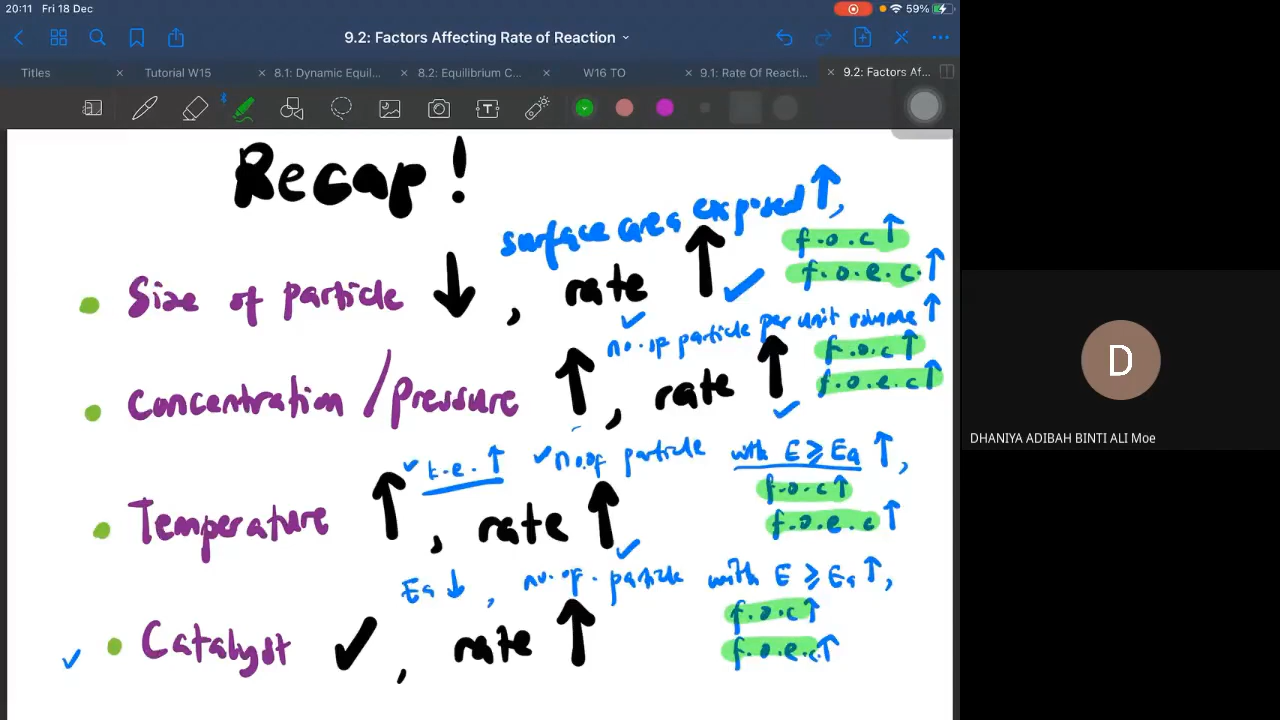 20:11 Fri 18 Dec
59%
9.2: Factors Affecting Rate of Reaction
Titles
Tutorial W15
8.1: Dynamic Equil...
8.2: Equilibrium C...
W16 TO
9.1: Rate Of Reacti...
9.2: Factors Af...
Recap!
surface area exposed ↑,
f.o.c ↑
f.o.e.c. ↑
• Size of particle ↓, rate ↑ ✓
✓
no. of particle per unit volume ↑
f.o.c ↑
f.o.e.c ↑
• Concentration / pressure ↑, rate ↑
✓
✓ k.e. ↑ ✓ no. of particle with E ≥ Ea ↑,
f.o.c ↑
f.o.e.c ↑
• Temperature ↑, rate ↑
✓
Ea ↓, no. of. particle with E ≥ Ea ↑,
f.o.c ↑
f.o.e.c. ↑
✓ • Catalyst ✓, rate ↑
D
DHANIYA ADIBAH BINTI ALI Moe